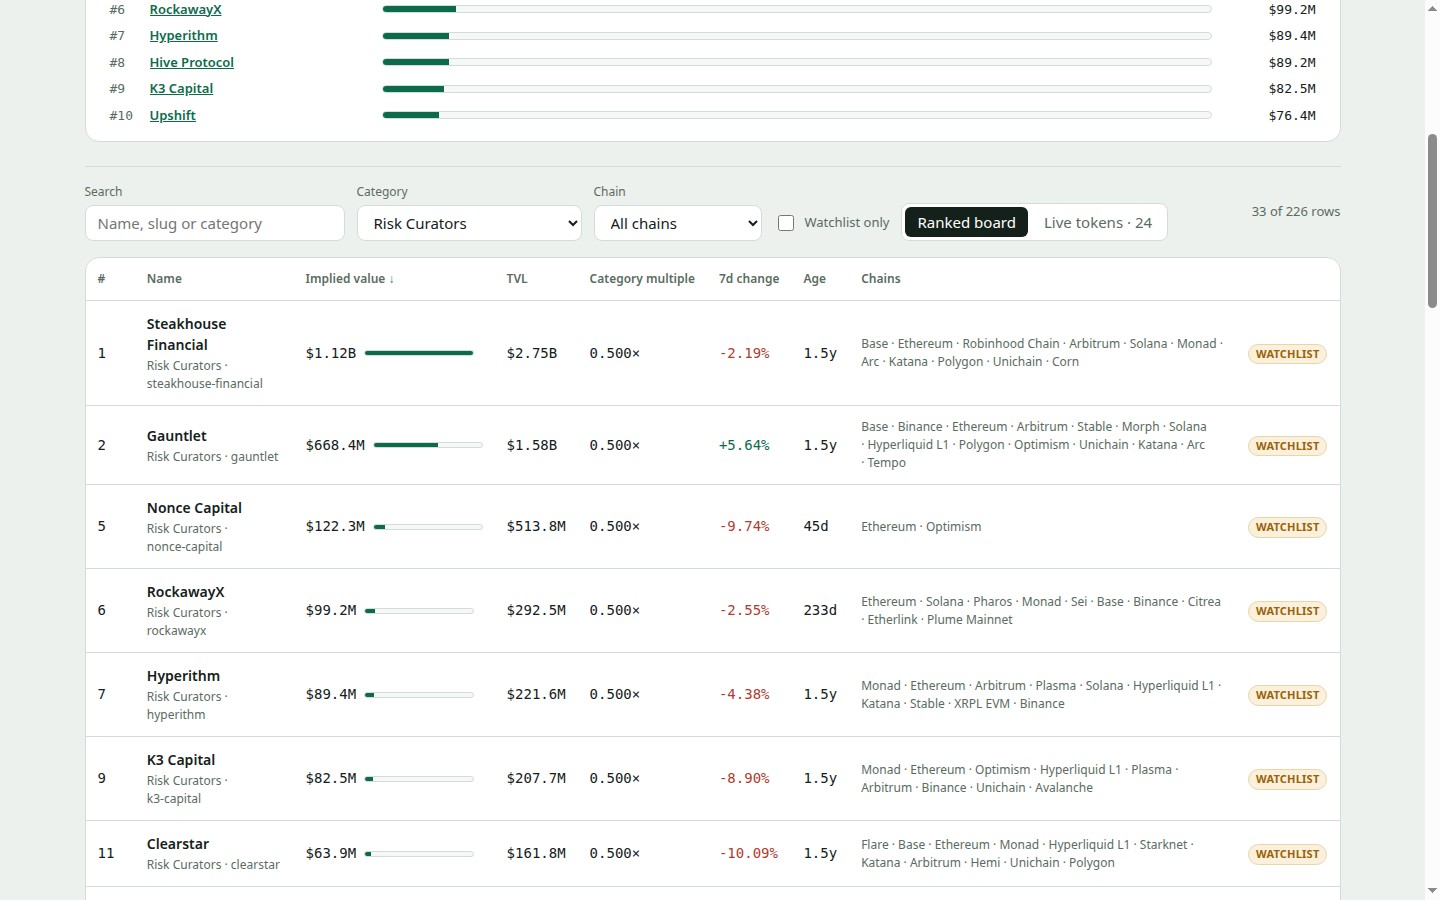 #6 RockawayX $99.2M
#7 Hyperithm $89.4M
#8 Hive Protocol $89.2M
#9 K3 Capital $82.5M
#10 Upshift $76.4M
Search Category Chain
Name, slug or category Risk Curators All chains Watchlist only Ranked board Live tokens · 24 33 of 226 rows
# Name Implied value ↓ TVL Category multiple 7d change Age Chains
Steakhouse
Financial
Risk Curators ·
steakhouse-financial
1 $1.12B $2.75B 0.500× -2.19% 1.5y
Base · Ethereum · Robinhood Chain · Arbitrum · Solana · Monad ·
Arc · Katana · Polygon · Unichain · Corn
WATCHLIST
Gauntlet
Risk Curators · gauntlet
2 $668.4M $1.58B 0.500× +5.64% 1.5y
Base · Binance · Ethereum · Arbitrum · Stable · Morph · Solana
· Hyperliquid L1 · Polygon · Optimism · Unichain · Katana · Arc
· Tempo
WATCHLIST
Nonce Capital
Risk Curators ·
nonce-capital
5 $122.3M $513.8M 0.500× -9.74% 45d
Ethereum · Optimism
WATCHLIST
RockawayX
Risk Curators ·
rockawayx
6 $99.2M $292.5M 0.500× -2.55% 233d
Ethereum · Solana · Pharos · Monad · Sei · Base · Binance · Citrea
· Etherlink · Plume Mainnet
WATCHLIST
Hyperithm
Risk Curators ·
hyperithm
7 $89.4M $221.6M 0.500× -4.38% 1.5y
Monad · Ethereum · Arbitrum · Plasma · Solana · Hyperliquid L1 ·
Katana · Stable · XRPL EVM · Binance
WATCHLIST
K3 Capital
Risk Curators ·
k3-capital
9 $82.5M $207.7M 0.500× -8.90% 1.5y
Monad · Ethereum · Optimism · Hyperliquid L1 · Plasma ·
Arbitrum · Binance · Unichain · Avalanche
WATCHLIST
Clearstar
Risk Curators · clearstar
11 $63.9M $161.8M 0.500× -10.09% 1.5y
Flare · Base · Ethereum · Monad · Hyperliquid L1 · Starknet ·
Katana · Arbitrum · Hemi · Unichain · Polygon
WATCHLIST